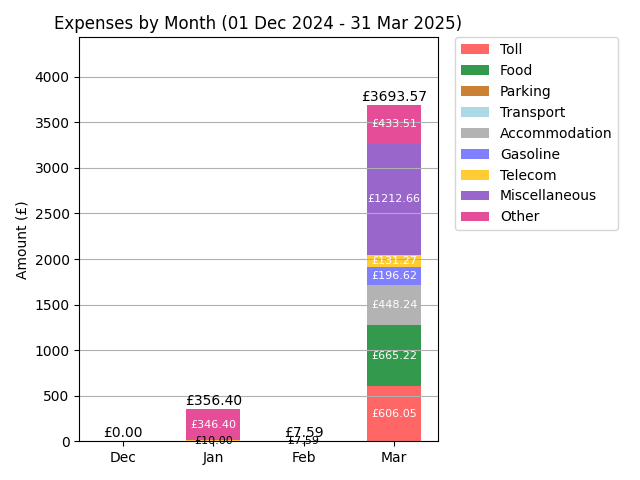 Expenses by Month (01 Dec 2024 - 31 Mar 2025)
Amount (£)
4000
3500
3000
2500
2000
1500
1000
500
0
£0.00
£356.40
£346.40
£10.00
£7.59
£7.59
£3693.57
£433.51
£1212.66
£131.27
£196.62
£448.24
£665.22
£606.05
Dec
Jan
Feb
Mar
Toll
Food
Parking
Transport
Accommodation
Gasoline
Telecom
Miscellaneous
Other